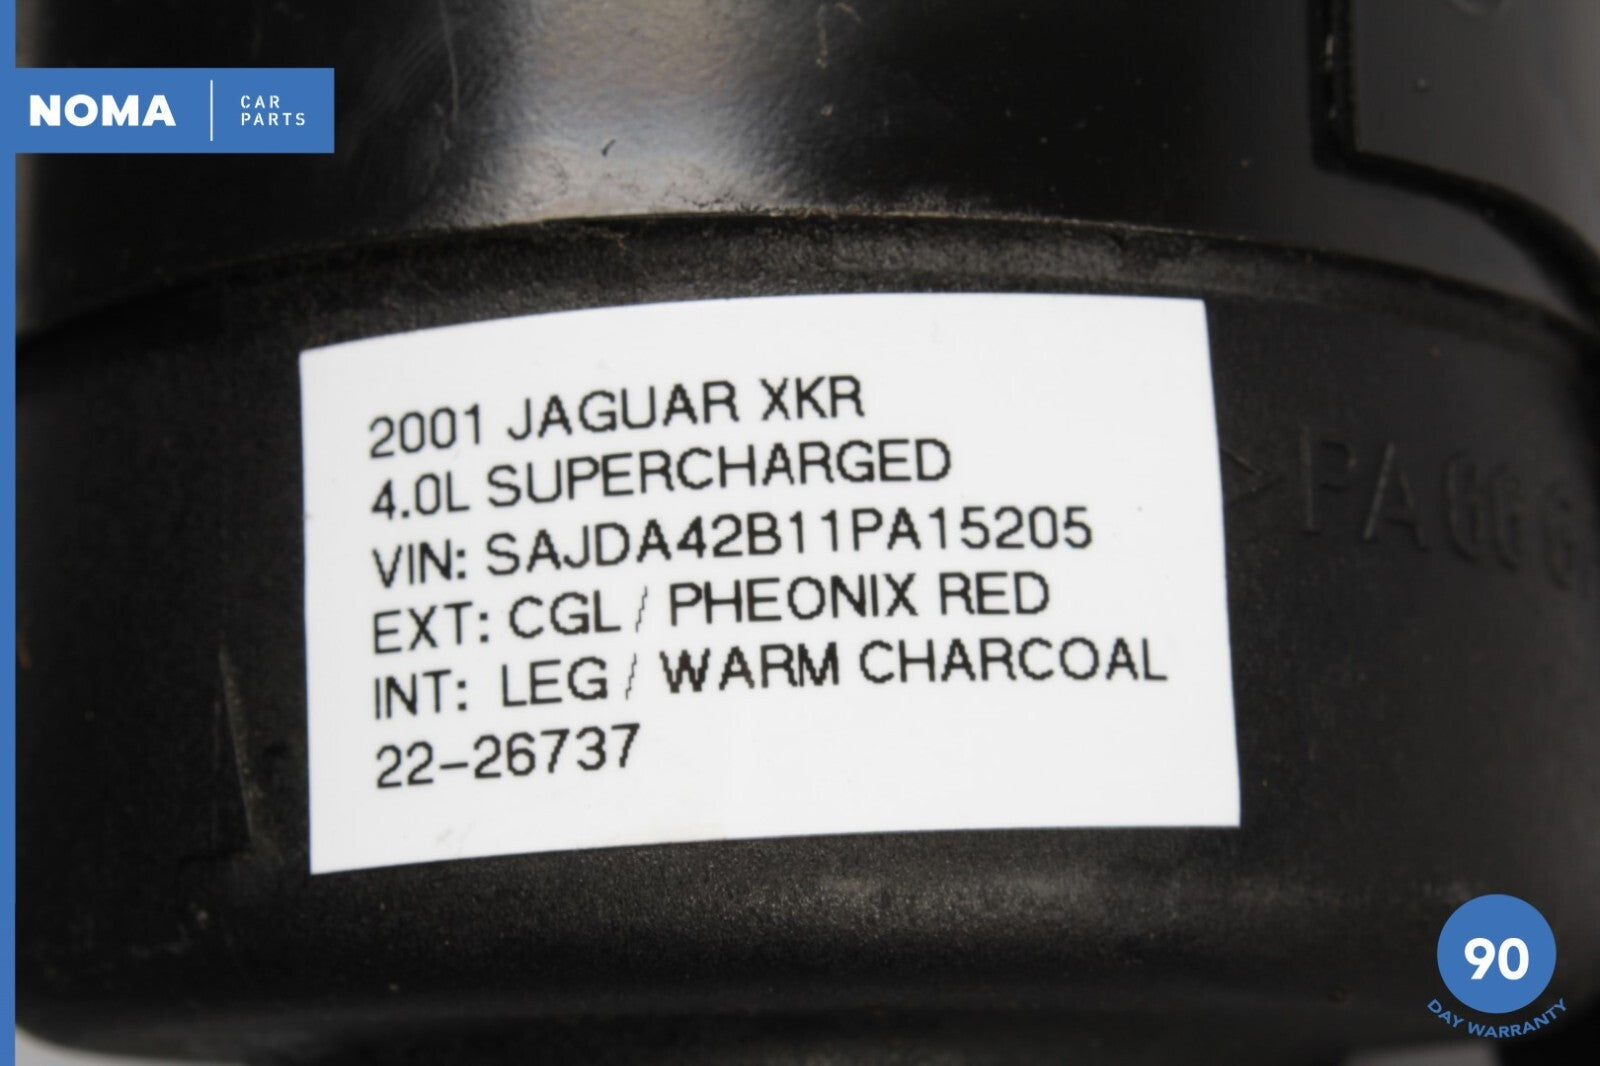 NOMA
CAR
PARTS
2001 JAGUAR XKR
4.0L SUPERCHARGED
VIN: SAJDA42B11PA15205
EXT: CGL / PHEONIX RED
INT: LEG / WARM CHARCOAL
22-26737
>PA66
90
DAY WARRANTY